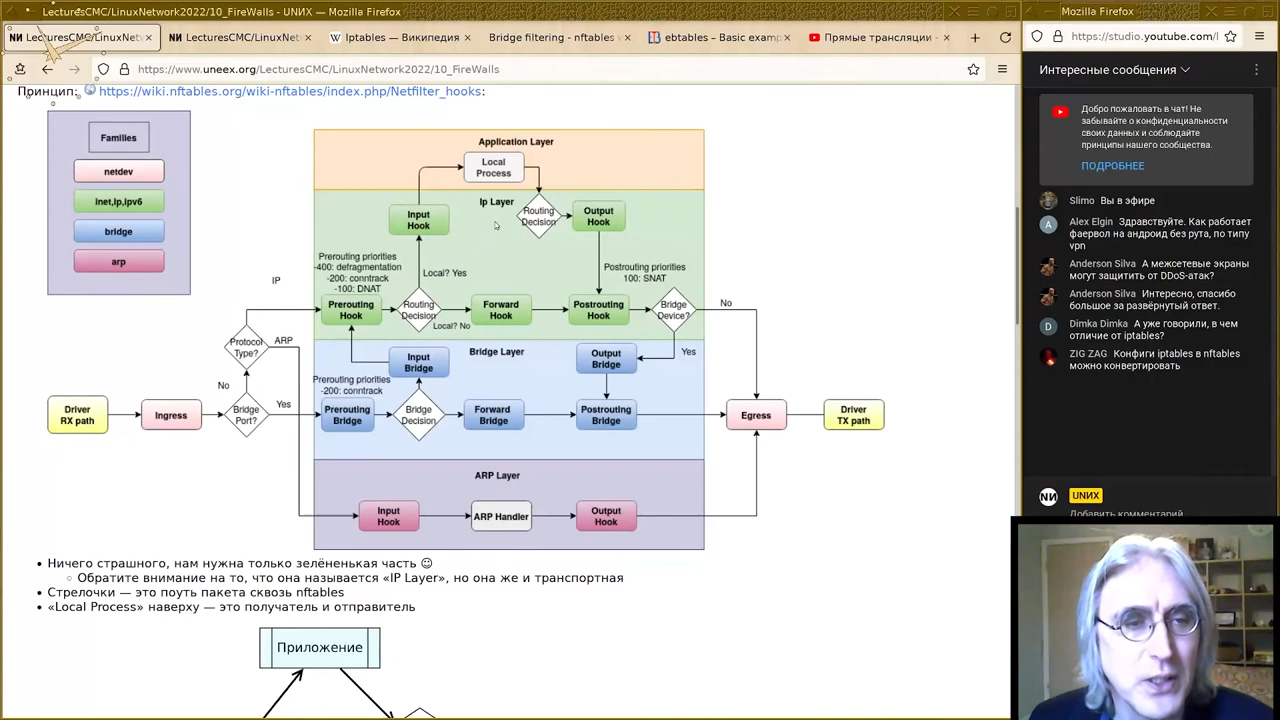 LecturesCMC/LinuxNetwork2022/10_FireWalls - UNИX — Mozilla Firefox
Mozilla Firefox
LecturesCMC/LinuxNetw
LecturesCMC/LinuxNet
Iptables — Википедия
Bridge filtering - nftables w
ebtables – Basic examp
Прямые трансляции -
https://studio.youtube.com/l
https://www.uneex.org/LecturesCMC/LinuxNetwork2022/10_FireWalls
Интересные сообщения
Принцип: https://wiki.nftables.org/wiki-nftables/index.php/Netfilter_hooks:
Families
netdev
inet,ip,ipv6
bridge
arp
Application Layer
Local
Process
Ip Layer
Input
Hook
Routing
Decision
Output
Hook
Prerouting priorities
-400: defragmentation
-200: conntrack
-100: DNAT
Local? Yes
Postrouting priorities
100: SNAT
IP
Prerouting
Hook
Routing
Decision
Local? No
Forward
Hook
Postrouting
Hook
Bridge
Device?
No
Yes
Protocol
Type?
ARP
Bridge Layer
Input
Bridge
Output
Bridge
Prerouting priorities
-200: conntrack
No
Yes
Driver
RX path
Ingress
Bridge
Port?
Prerouting
Bridge
Bridge
Decision
Forward
Bridge
Postrouting
Bridge
Egress
Driver
TX path
ARP Layer
Input
Hook
ARP Handler
Output
Hook
• Ничего страшного, нам нужна только зелёненькая часть ☺
◦ Обратите внимание на то, что она называется «IP Layer», но она же и транспортная
• Стрелочки — это поуть пакета сквозь nftables
• «Local Process» наверху — это получатель и отправитель
Приложение
Добро пожаловать в чат! Не
забывайте о конфиденциальности
своих данных и соблюдайте
принципы нашего сообщества.
ПОДРОБНЕЕ
Slimo Вы в эфире
A Alex Elgin Здравствуйте. Как работает
фаервол на андроид без рута, по типу
vpn
Anderson Silva А межсетевые экраны
могут защитить от DDoS-атак?
Anderson Silva Интересно, спасибо
большое за развёрнутый ответ.
D Dimka Dimka А уже говорили, в чем
отличие от iptables?
ZIG ZAG Конфиги iptables в nftables
можно конвертировать
NИ UNИX
Добавить комментарий